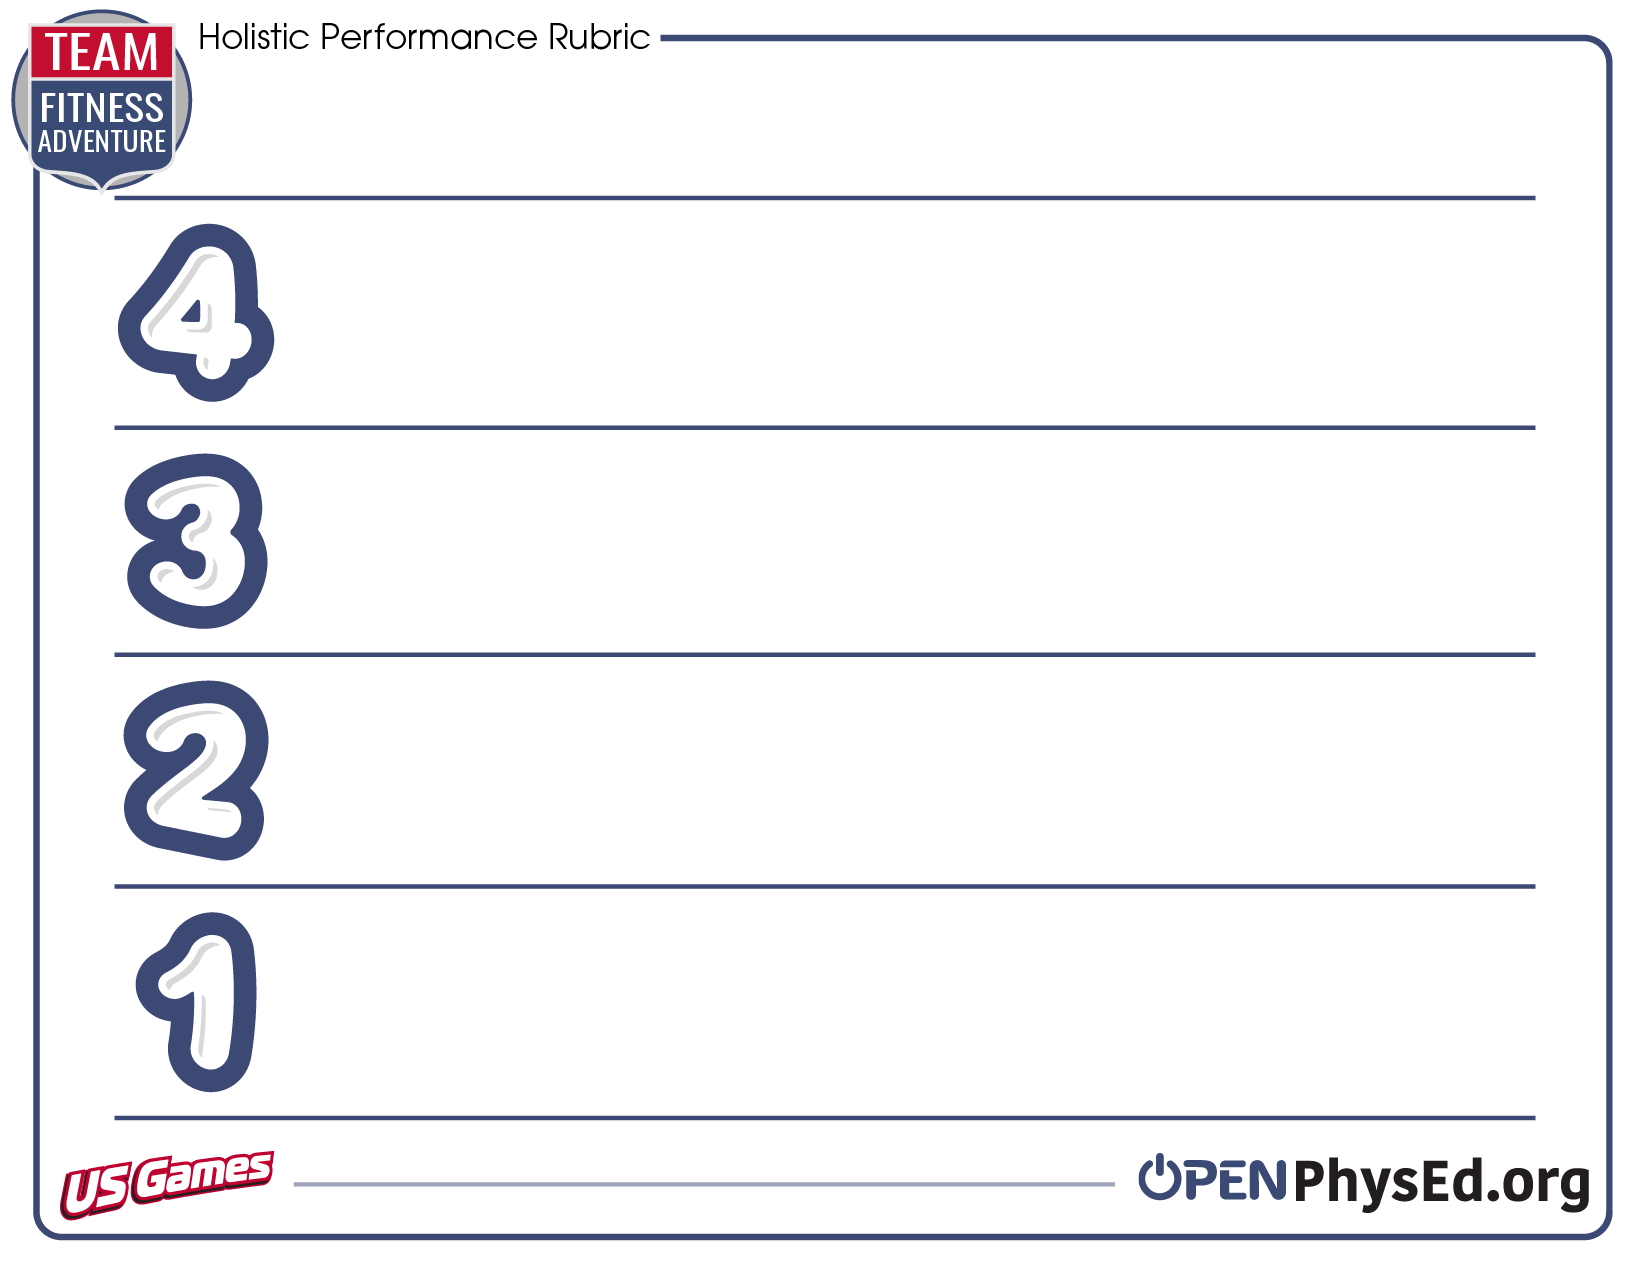 TEAM
FITNESS
ADVENTURE
Holistic Performance Rubric
4
3
2
1
US Games
OPENPhysEd.org